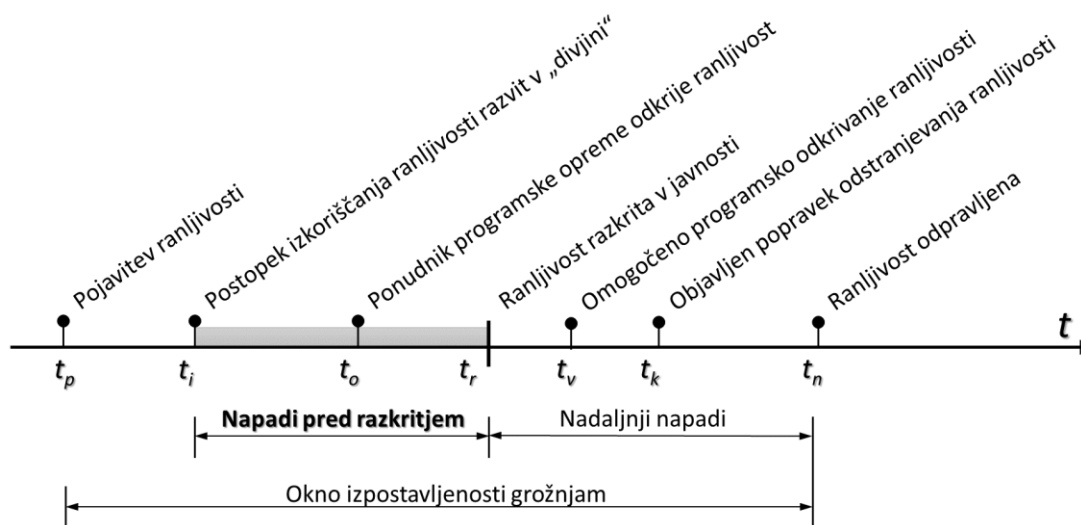 Pojavitev ranljivosti
Postopek izkoriščanja ranljivosti razvit v „divjini“
Ponudnik programske opreme odkrije ranljivost
Ranljivost razkrita v javnosti
Omogočeno programsko odkrivanje ranljivosti
Objavljen popravek odstranjevanja ranljivosti
Ranljivost odpravljena
t
tp ti to tr tv tk tn
Napadi pred razkritjem Nadaljnji napadi
Okno izpostavljenosti grožnjam